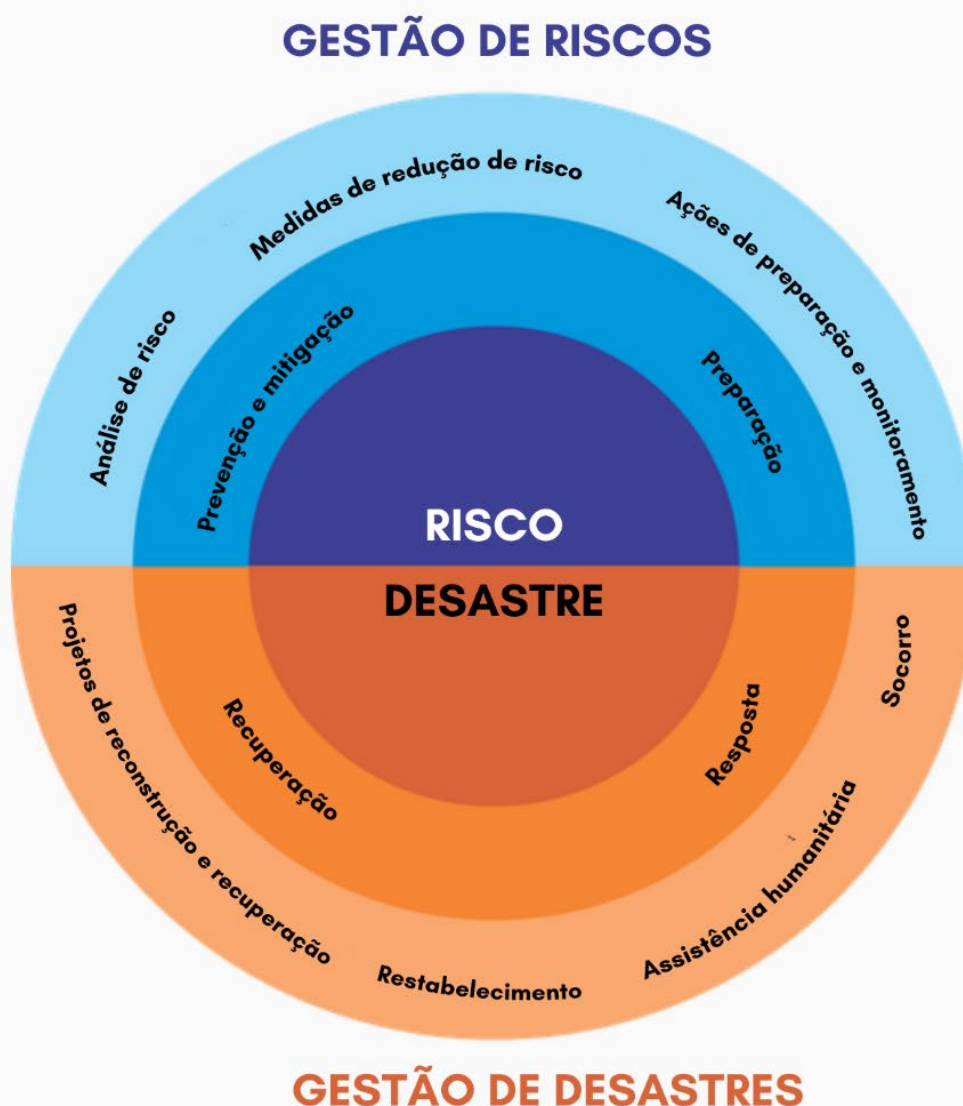 GESTÃO DE RISCOS
Análise de risco
Medidas de redução de risco
Ações de preparação e monitoramento
Prevenção e mitigação
Preparação
RISCO
DESASTRE
Recuperação
Resposta
Projetos de reconstrução e recuperação
Restabelecimento
Assistência humanitária
Socorro
GESTÃO DE DESASTRES